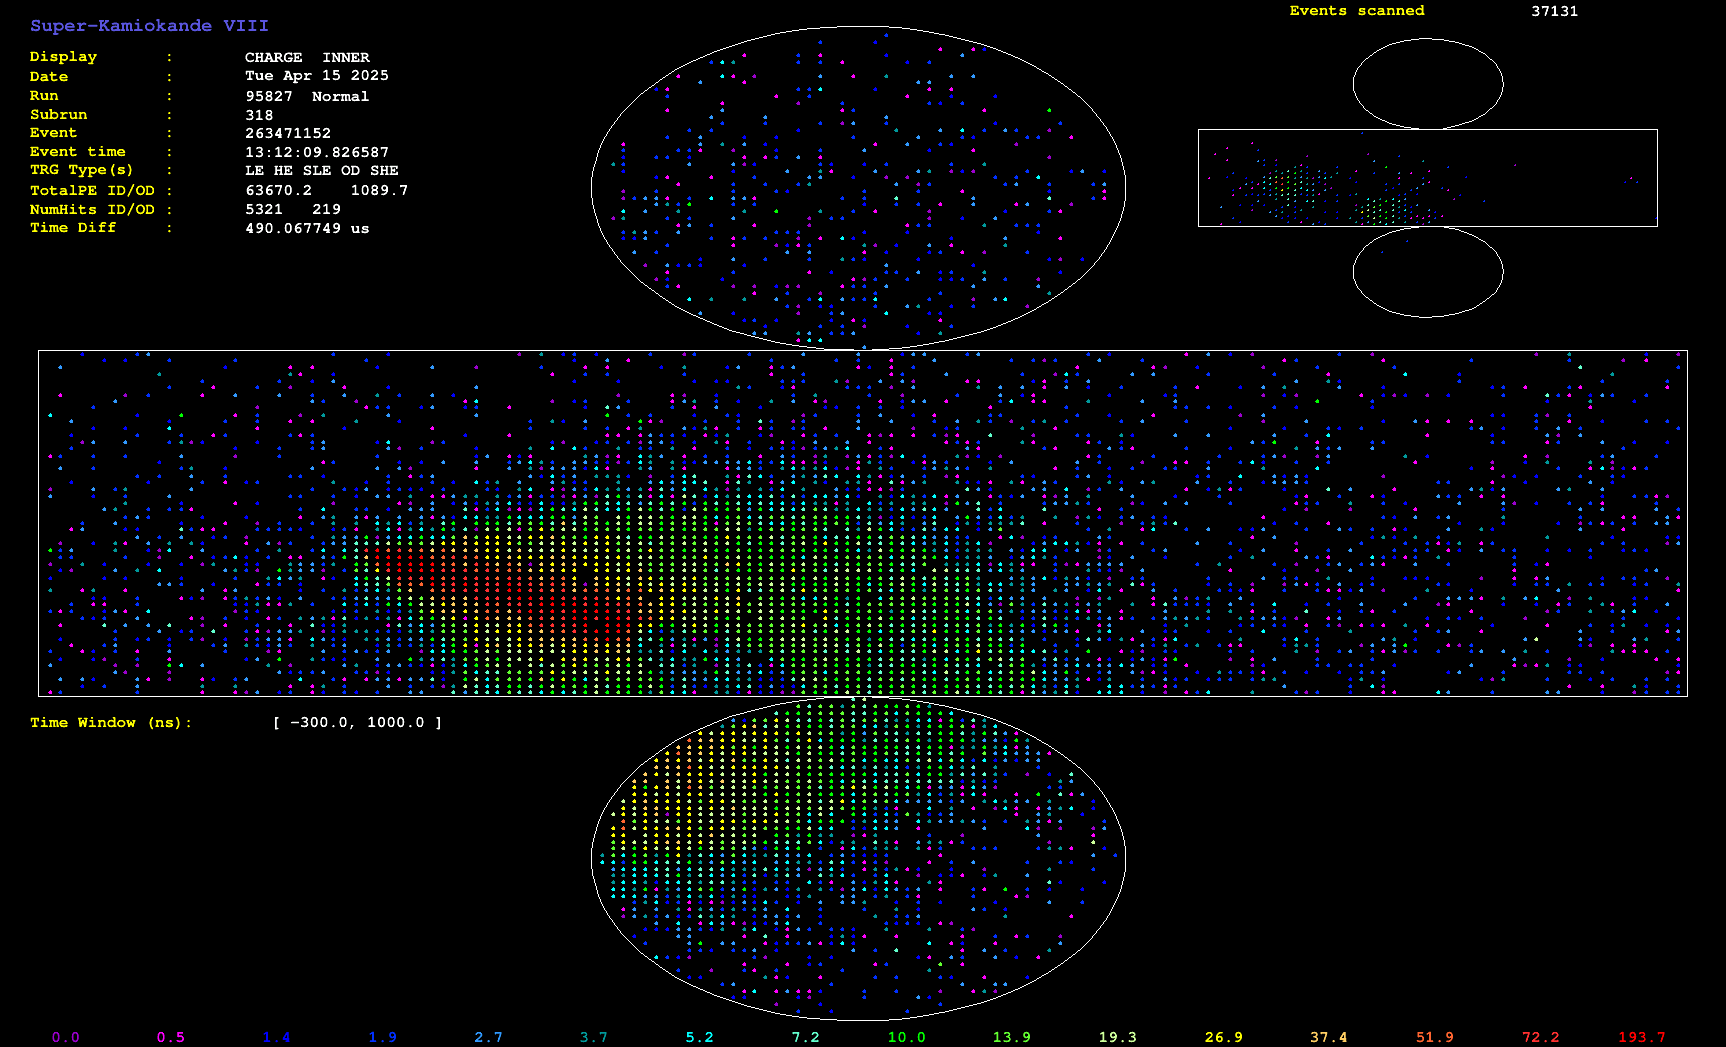 Super-Kamiokande VIII
Events scanned 37131
Display : CHARGE INNER
Date : Tue Apr 15 2025
Run : 95827 Normal
Subrun : 318
Event : 263471152
Event time : 13:12:09.826587
TRG Type(s) : LE HE SLE OD SHE
TotalPE ID/OD : 63670.2 1089.7
NumHits ID/OD : 5321 219
Time Diff : 490.067749 us
Time Window (ns): [ -300.0, 1000.0 ]
0.0 0.5 1.4 1.9 2.7 3.7 5.2 7.2 10.0 13.9 19.3 26.9 37.4 51.9 72.2 193.7